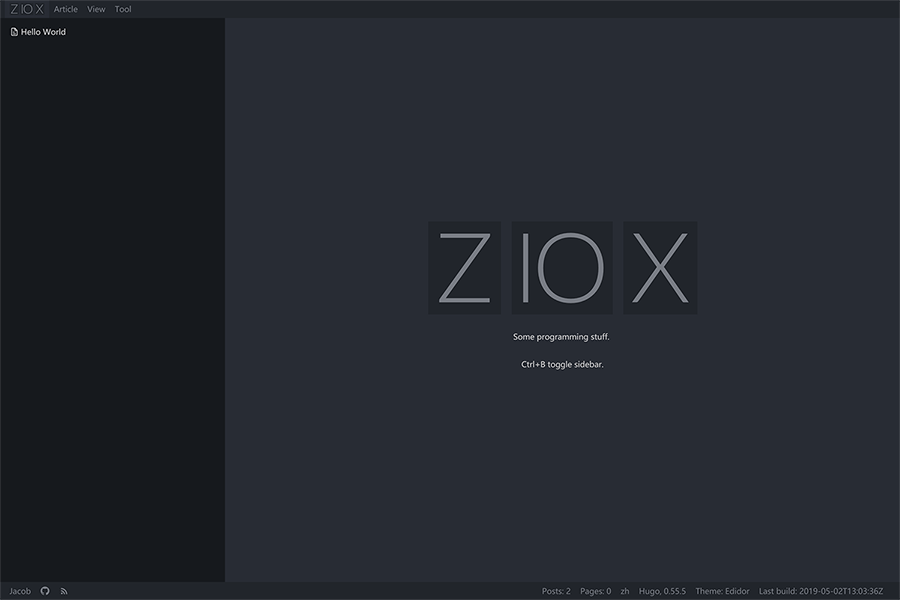 Z IO X Article View Tool
Hello World
Z IO X
Some programming stuff.
Ctrl+B toggle sidebar.
Jacob Posts: 2 Pages: 0 zh Hugo, 0.55.5 Theme: Edidor Last build: 2019-05-02T13:03:36Z